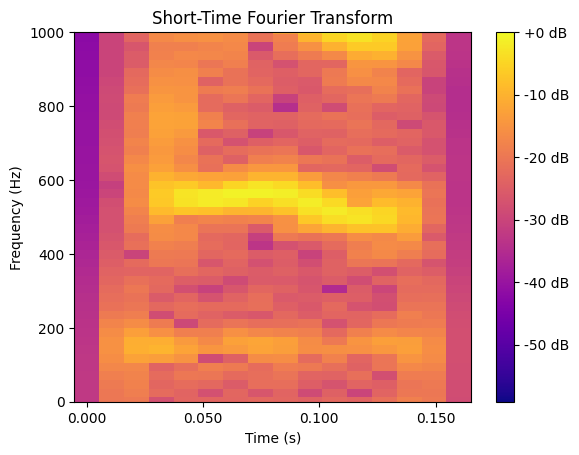 Short-Time Fourier Transform
1000
800
600
400
200
0
Frequency (Hz)
0.000
0.050
0.100
0.150
Time (s)
+0 dB
-10 dB
-20 dB
-30 dB
-40 dB
-50 dB